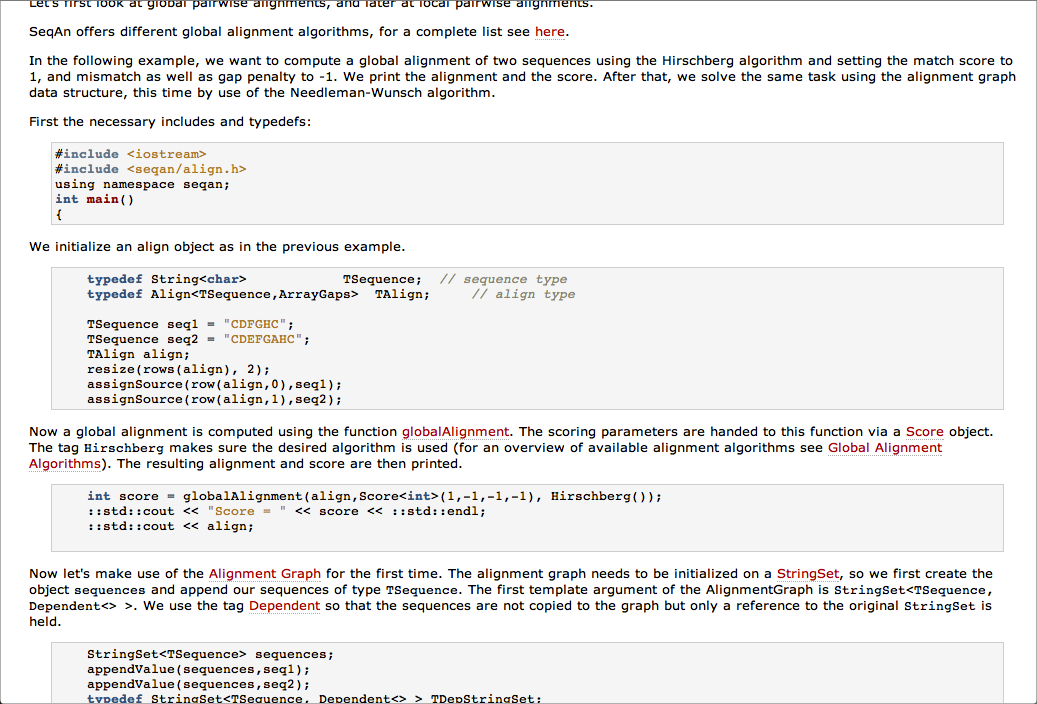 Let's first look at global pairwise alignments, and later at local pairwise alignments.
SeqAn offers different global alignment algorithms, for a complete list see here.
In the following example, we want to compute a global alignment of two sequences using the Hirschberg algorithm and setting the match score to
1, and mismatch as well as gap penalty to -1. We print the alignment and the score. After that, we solve the same task using the alignment graph
data structure, this time by use of the Needleman-Wunsch algorithm.
First the necessary includes and typedefs:
#include <iostream>
#include <seqan/align.h>
using namespace seqan;
int main()
{
We initialize an align object as in the previous example.
typedef String<char>            TSequence;  // sequence type
typedef Align<TSequence,ArrayGaps>  TAlign;     // align type
TSequence seq1 = "CDFGHC";
TSequence seq2 = "CDEFGAHC";
TAlign align;
resize(rows(align), 2);
assignSource(row(align,0),seq1);
assignSource(row(align,1),seq2);
Now a global alignment is computed using the function globalAlignment. The scoring parameters are handed to this function via a Score object.
The tag Hirschberg makes sure the desired algorithm is used (for an overview of available alignment algorithms see Global Alignment
Algorithms). The resulting alignment and score are then printed.
int score = globalAlignment(align,Score<int>(1,-1,-1,-1), Hirschberg());
::std::cout << "Score = " << score << ::std::endl;
::std::cout << align;
Now let's make use of the Alignment Graph for the first time. The alignment graph needs to be initialized on a StringSet, so we first create the
object sequences and append our sequences of type TSequence. The first template argument of the AlignmentGraph is StringSet<TSequence,
Dependent<> >. We use the tag Dependent so that the sequences are not copied to the graph but only a reference to the original StringSet is
held.
StringSet<TSequence> sequences;
appendValue(sequences,seq1);
appendValue(sequences,seq2);
typedef StringSet<TSequence, Dependent<> > TDepStringSet;